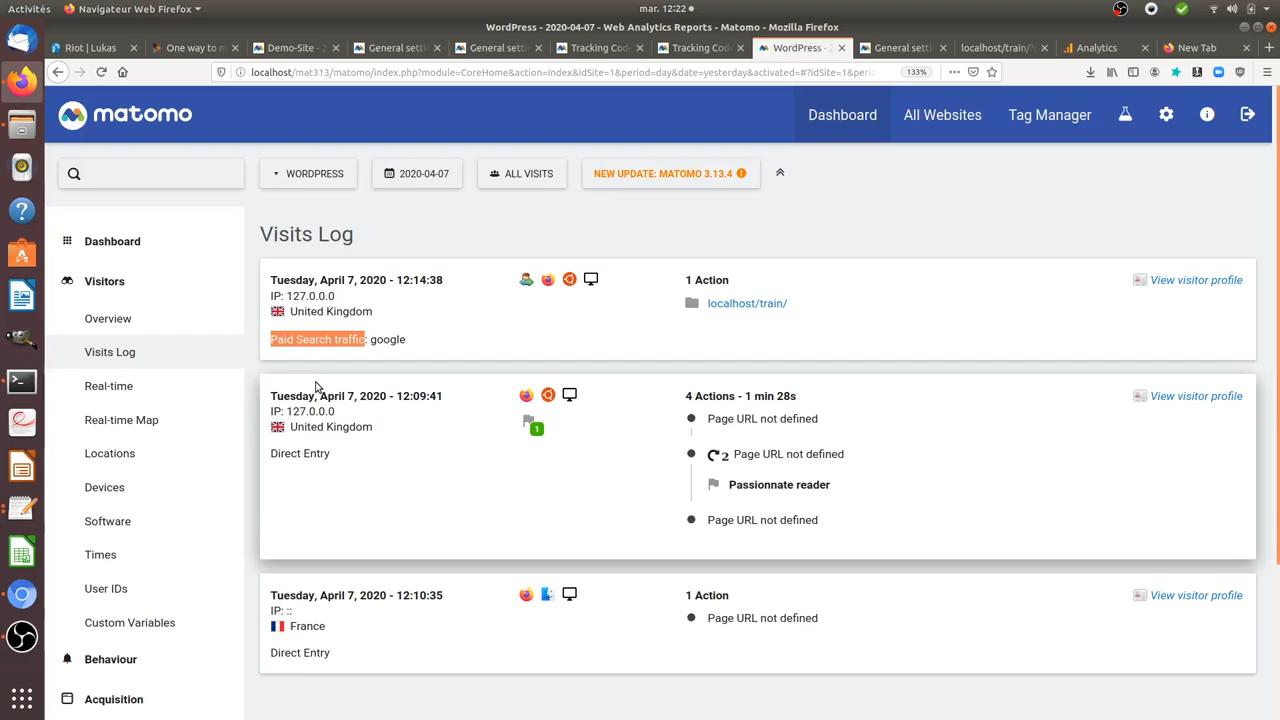 Activités
Navigateur Web Firefox
mar. 12:22
WordPress - 2020-04-07 - Web Analytics Reports - Matomo - Mozilla Firefox
Riot | Lukas
One way to m
Demo-Site - 2
General setti
General setti
Tracking Cod
Tracking Cod
WordPress - 2
General setti
localhost/train/?
Analytics
New Tab
localhost/mat313/matomo/index.php?module=CoreHome&action=index&idSite=1&period=day&date=yesterday&activated=#?idSite=1&perio
133%
matomo
Dashboard
All Websites
Tag Manager
WORDPRESS
2020-04-07
ALL VISITS
NEW UPDATE: MATOMO 3.13.4
Dashboard
Visitors
Overview
Visits Log
Real-time
Real-time Map
Locations
Devices
Software
Times
User IDs
Custom Variables
Behaviour
Acquisition
Visits Log
Tuesday, April 7, 2020 - 12:14:38
IP: 127.0.0.0
United Kingdom
Paid Search traffic: google
1 Action
localhost/train/
View visitor profile
Tuesday, April 7, 2020 - 12:09:41
IP: 127.0.0.0
United Kingdom
Direct Entry
1
4 Actions - 1 min 28s
Page URL not defined
2 Page URL not defined
Passionnate reader
Page URL not defined
View visitor profile
Tuesday, April 7, 2020 - 12:10:35
IP: ::
France
Direct Entry
1 Action
Page URL not defined
View visitor profile